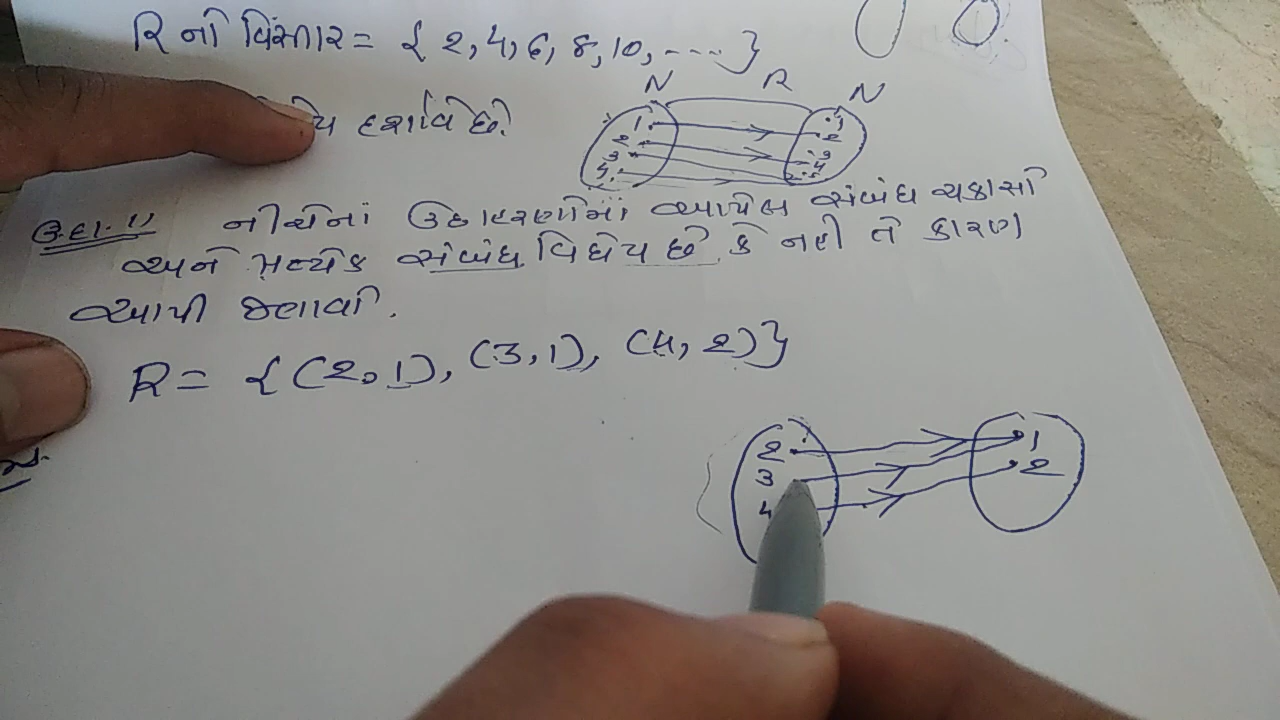 R નો વિસ્તાર = { 2, 4, 6, 8, 10, ---- }
N R N
1 1
2 2
3 3
4 4
દર્શાવે છે.
ઉદા. 11 નીચેનાં ઉદાહરણોમાં આપેલ સંબંધ ચકાસો
અને પ્રત્યેક સંબંધ વિધેય છે કે નહી તે કારણ
આપી જણાવો.
R = { (2, 1), (3, 1), (4, 2) }
2 1
3 2
4